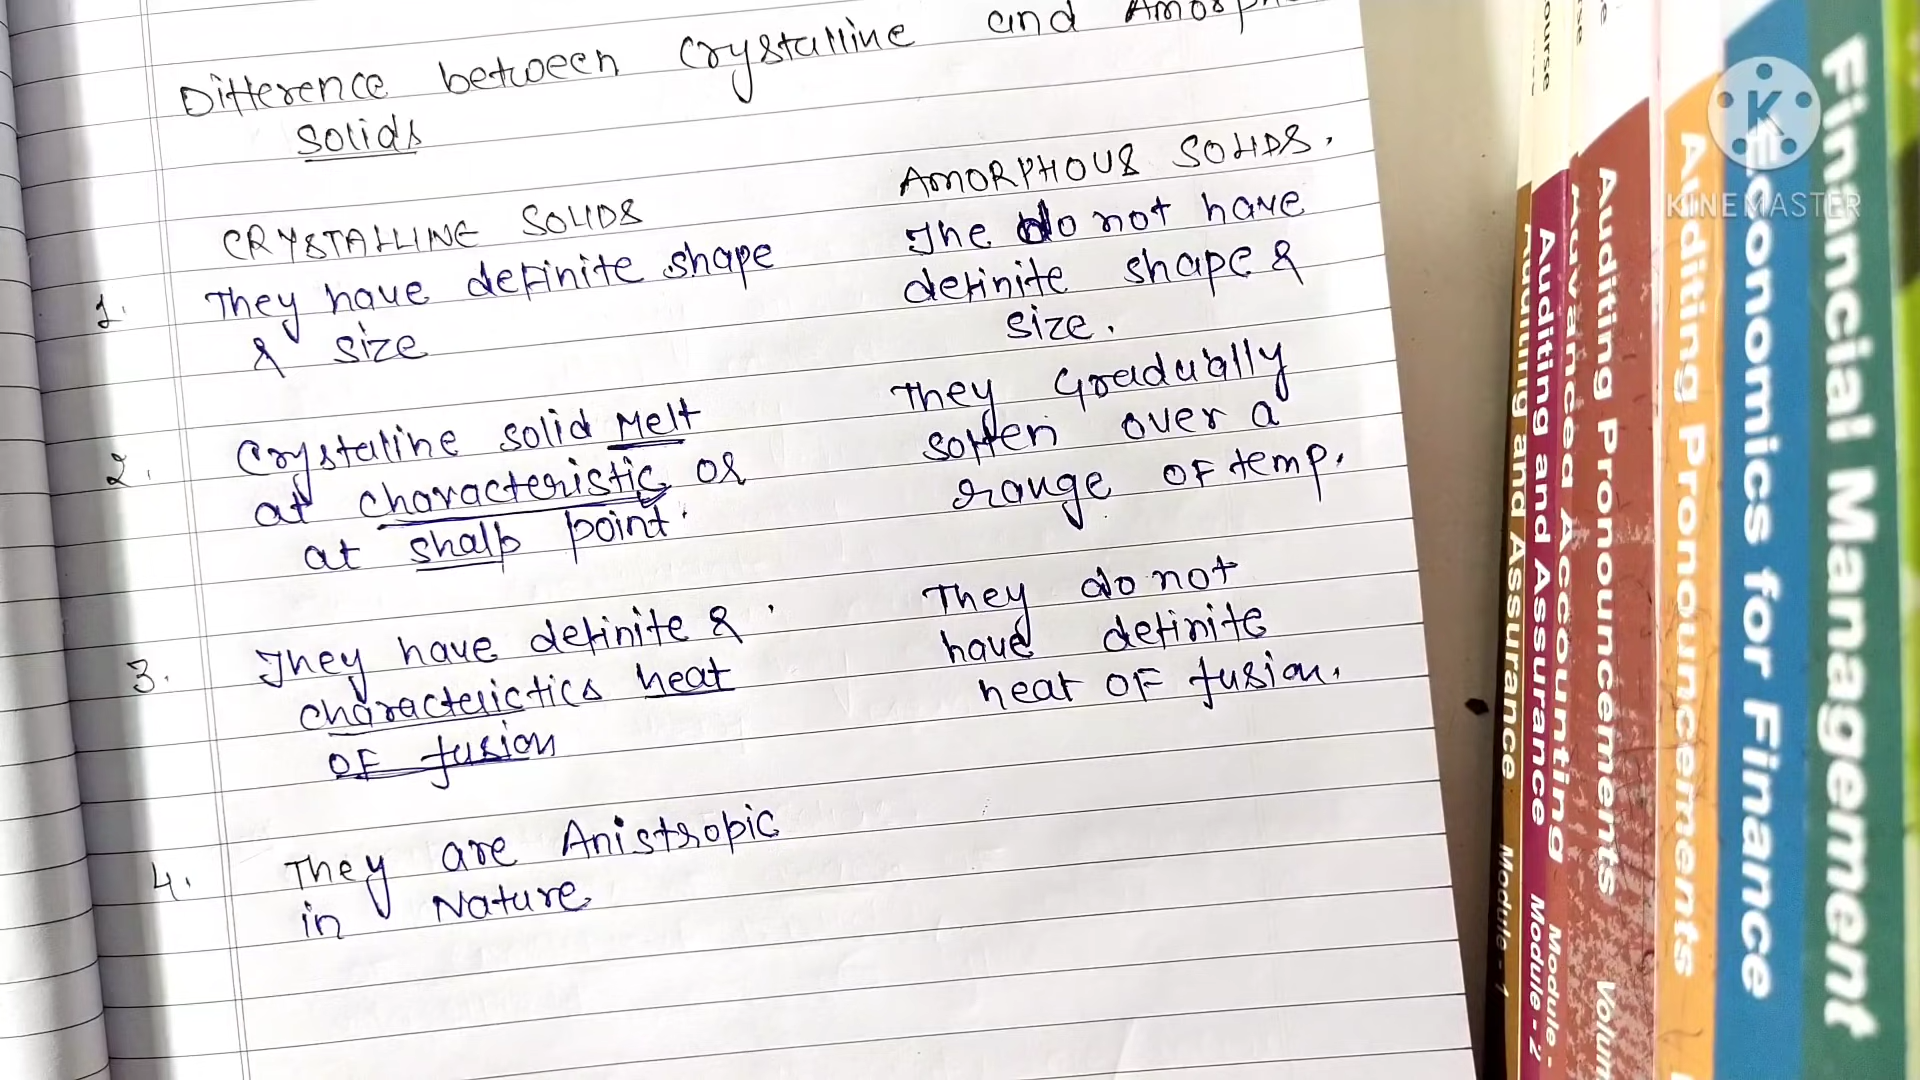 Difference between Crystalline and Amorph
solids
CRYSTALLINE SOLIDS
1. They have definite shape
& size
2. Crystalline solid Melt
at characteristic or
at shalp point.
3. They have definite &
characterictics heat
OF fusion
4. They are Anistropic
in Nature.
AMORPHOUS SOLIDS.
The do not have
definite shape &
size.
They Gradually
soften over a
range OF temp.
They do not
have definite
heat OF fusion.
K
KINEMASTER
Auditing and Assurance Module - 1
Auditing and Assurance Module - 2
Advanced Accounting Module -
Auditing Pronouncements Volum
Auditing Pronouncements
Economics for Finance
Financial Management